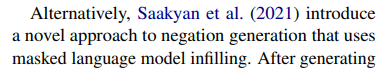 Alternatively, Saakyan et al. (2021) introduce
a novel approach to negation generation that uses
masked language model infilling. After generating